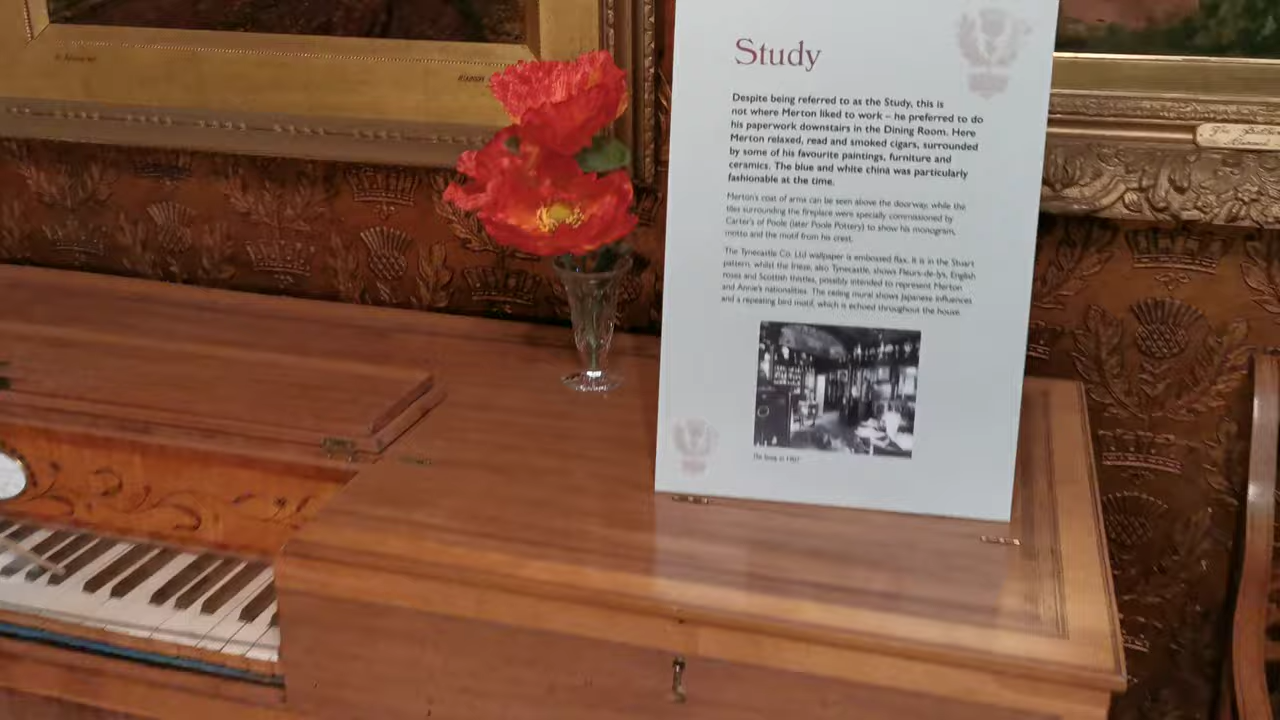 Study
Despite being referred to as the Study, this is
not where Merton liked to work – he preferred to do
his paperwork downstairs in the Dining Room. Here
Merton relaxed, read and smoked cigars, surrounded
by some of his favourite paintings, furniture and
ceramics. The blue and white china was particularly
fashionable at the time.
Merton's coat of arms can be seen above the doorway, while the
tiles surrounding the fireplace were specially commissioned by
Carter's of Poole (later Poole Pottery) to show his monogram,
motto and the motif from his crest.
The Tynecastle Co. Ltd wallpaper is embossed flax. It is in the Stuart
pattern, whilst the frieze, also Tynecastle, shows Fleurs-de-lys, English
roses and Scottish thistles, possibly intended to represent Merton
and Annie's nationalities. The ceiling mural shows Japanese influences
and a repeating bird motif, which is echoed throughout the house.
The